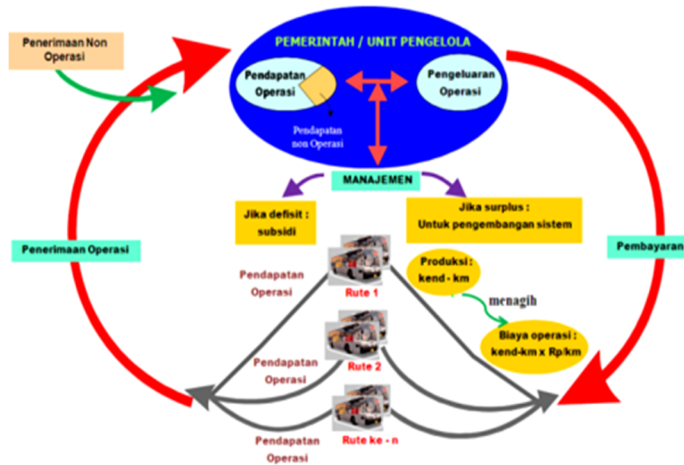 Penerimaan Non
Operasi
PEMERINTAH / UNIT PENGELOLA
Pendapatan
Operasi
Pengeluaran
Operasi
Pendapatan
non Operasi
MANAJEMEN
Jika defisit :
subsidi
Jika surplus :
Untuk pengembangan sistem
Penerimaan Operasi
Pembayaran
Pendapatan
Operasi
Rute 1
Produksi :
kend - km
menagih
Biaya operasi :
kend-km x Rp/km
Pendapatan
Operasi
Rute 2
Pendapatan
Operasi
Rute ke - n